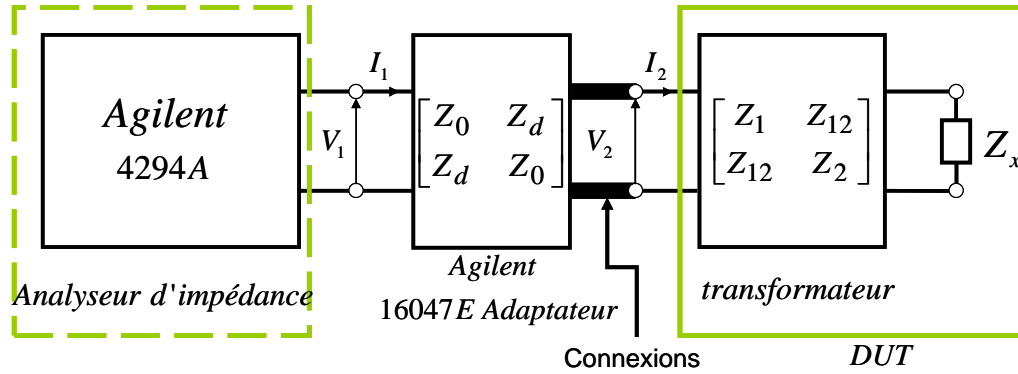 Agilent
4294A
Analyseur d'impédance
I1
V1
Z0 Zd
Zd Z0
Agilent
16047E Adaptateur
Connexions
I2
V2
Z1 Z12
Z12 Z2
transformateur
Zx
DUT